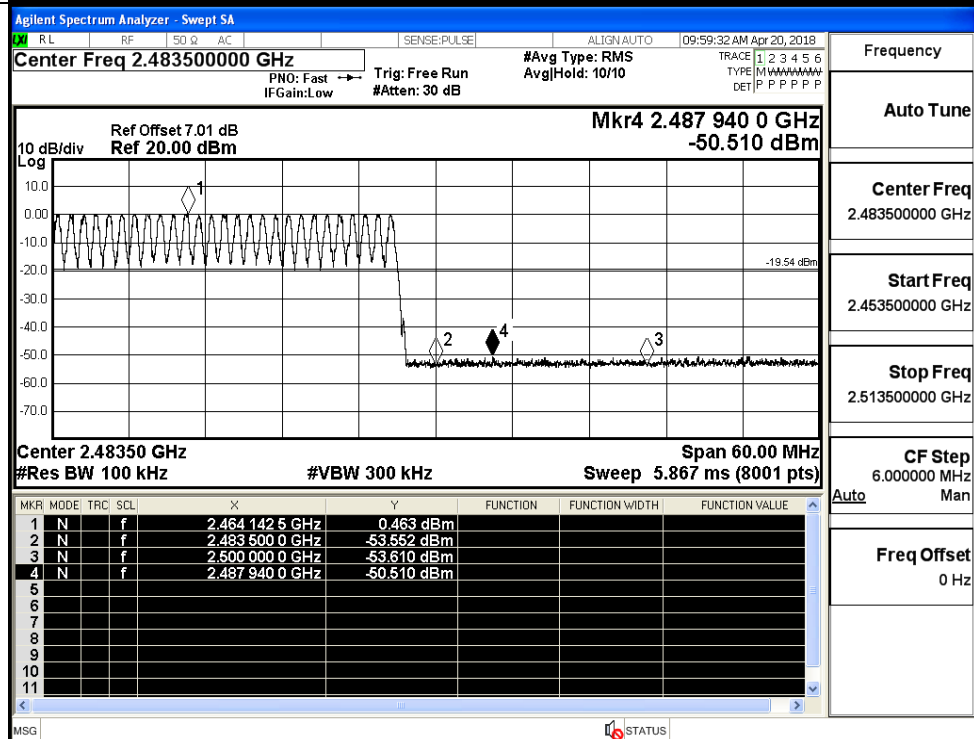 Agilent Spectrum Analyzer - Swept SA
LXI RL RF 50 Ω AC SENSE:PULSE ALIGN AUTO 09:59:32 AM Apr 20, 2018
Center Freq 2.483500000 GHz
PNO: Fast
IFGain:Low
Trig: Free Run
#Atten: 30 dB
#Avg Type: RMS
Avg|Hold: 10/10
TRACE 1 2 3 4 5 6
TYPE M WWWWW
DET P P P P P P
Ref Offset 7.01 dB
10 dB/div Ref 20.00 dBm
Log
Mkr4 2.487 940 0 GHz
-50.510 dBm
10.0
0.00
-10.0
-20.0
-30.0
-40.0
-50.0
-60.0
-70.0
1
2
4
3
-19.54 dBm
Center 2.48350 GHz Span 60.00 MHz
#Res BW 100 kHz #VBW 300 kHz Sweep 5.867 ms (8001 pts)
MKR MODE TRC SCL X Y FUNCTION FUNCTION WIDTH FUNCTION VALUE
1 N f 2.464 142 5 GHz 0.463 dBm
2 N f 2.483 500 0 GHz -53.552 dBm
3 N f 2.500 000 0 GHz -53.610 dBm
4 N f 2.487 940 0 GHz -50.510 dBm
5
6
7
8
9
10
11
MSG STATUS
Frequency
Auto Tune
Center Freq
2.483500000 GHz
Start Freq
2.453500000 GHz
Stop Freq
2.513500000 GHz
CF Step
6.000000 MHz
Auto Man
Freq Offset
0 Hz